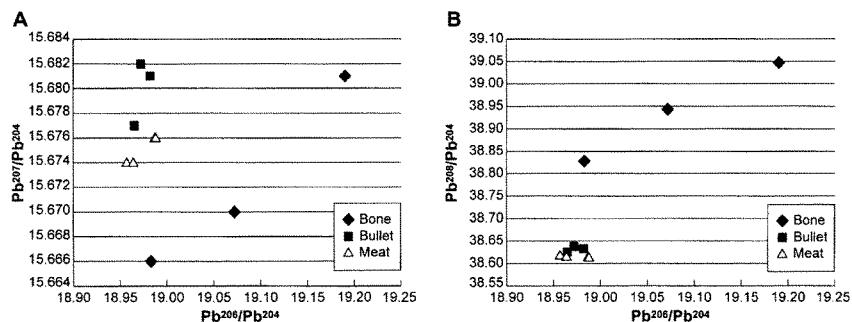 A
Pb207/Pb204
15.684
15.682
15.680
15.678
15.676
15.674
15.672
15.670
15.668
15.666
15.664
18.90 18.95 19.00 19.05 19.10 19.15 19.20 19.25
Pb206/Pb204
Bone
Bullet
Meat
B
Pb208/Pb204
39.10
39.05
39.00
38.95
38.90
38.85
38.80
38.75
38.70
38.65
38.60
38.55
18.90 18.95 19.00 19.05 19.10 19.15 19.20 19.25
Pb206/Pb204
Bone
Bullet
Meat